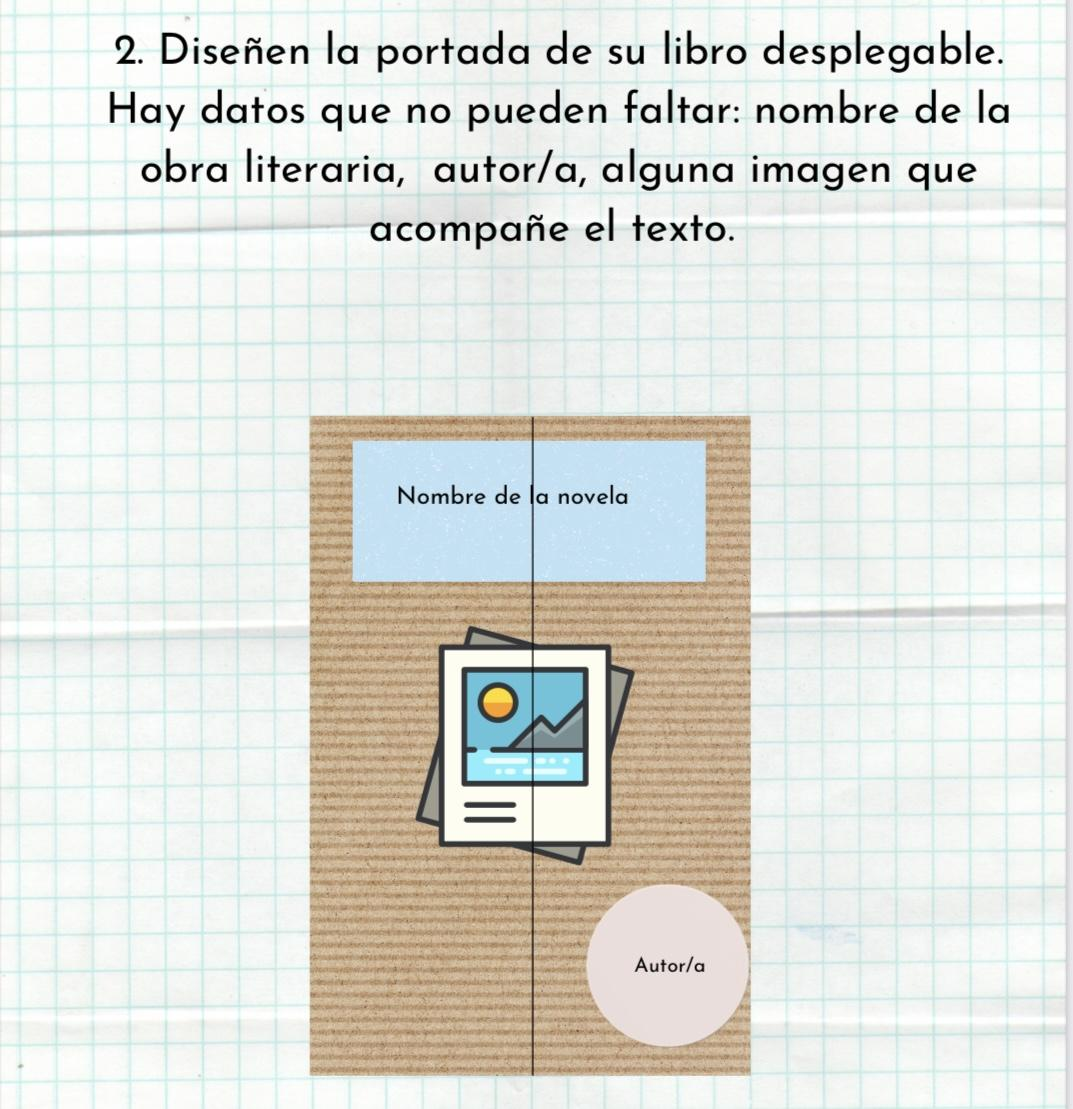 2. Diseñen la portada de su libro desplegable.
Hay datos que no pueden faltar: nombre de la
obra literaria,  autor/a, alguna imagen que
acompañe el texto.
Nombre de la novela
Autor/a